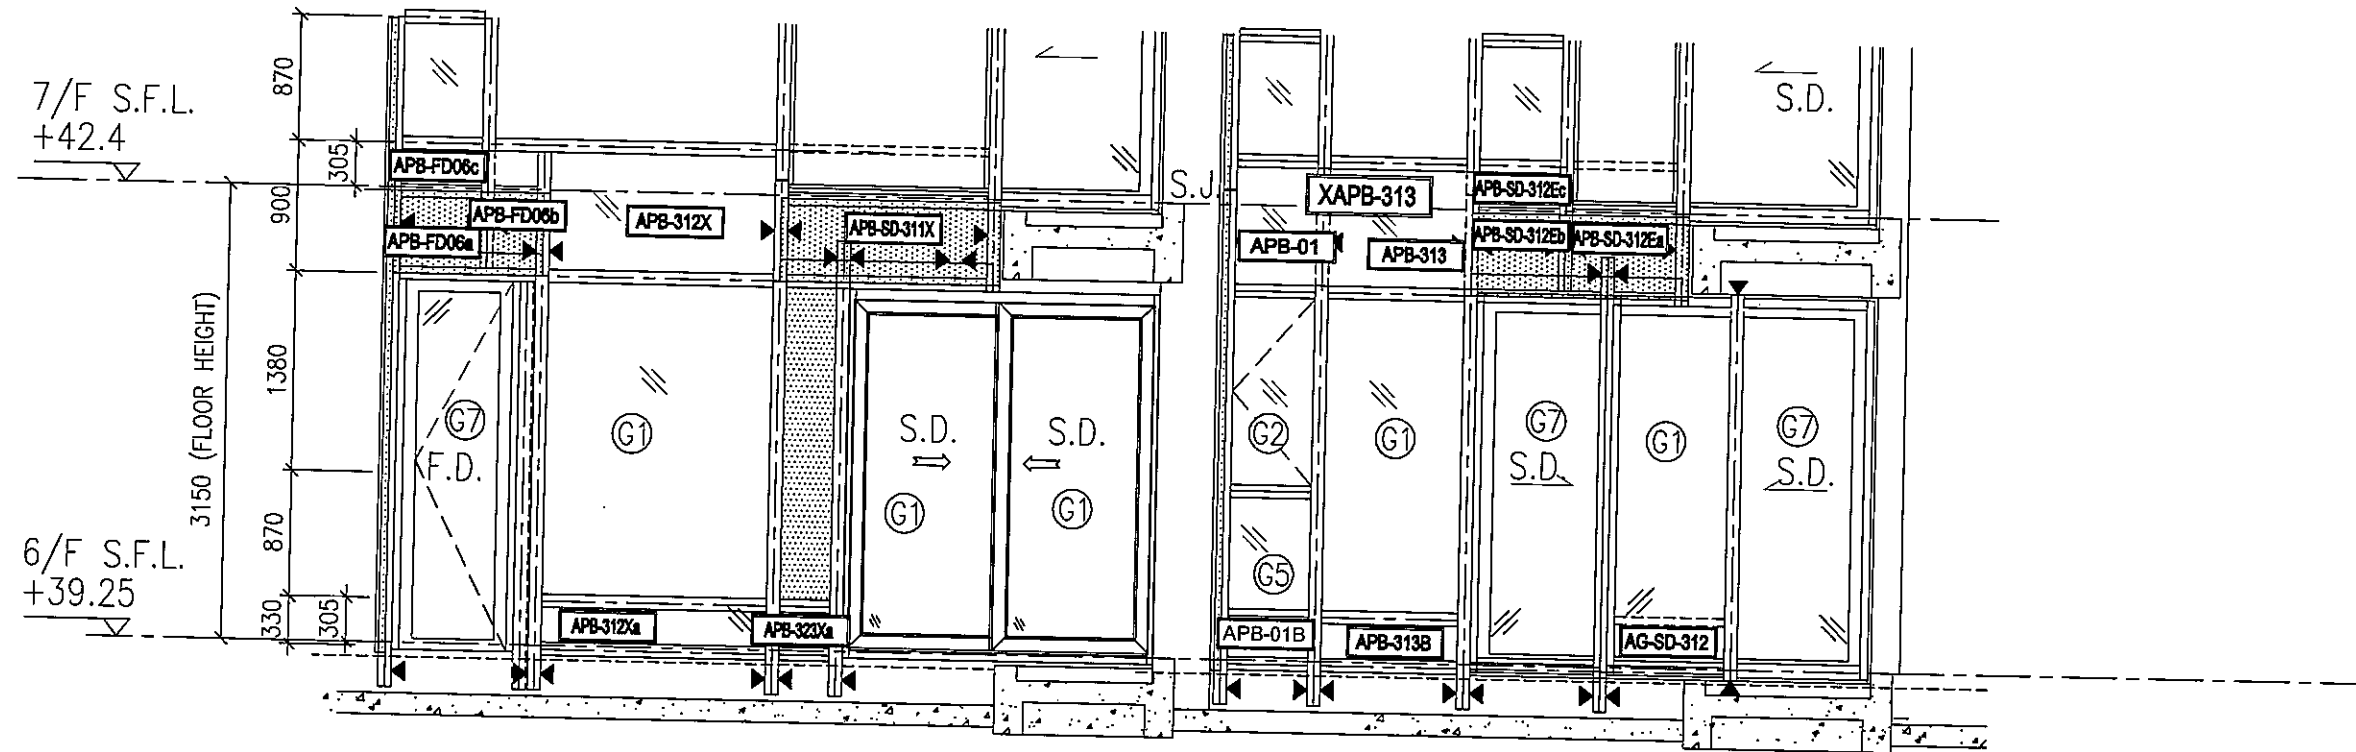 870
7/F S.F.L.
+42.4
305
900
3150 (FLOOR HEIGHT)
1380
870
6/F S.F.L.
+39.25
330
305
APB-FD06c
APB-FD06b
APB-FD06a
APB-312X
APB-SD-311X
S.J.
S.D.
XAPB-313
APB-SD-312Ec
APB-01
APB-313
APB-SD-312Eb
APB-SD-312Ea
G7
F.D.
G1
S.D.
G1
S.D.
G1
G2
G5
G1
G7
S.D.
G1
G7
S.D.
APB-312Xa
APB-323Xa
APB-01B
APB-313B
AG-SD-312